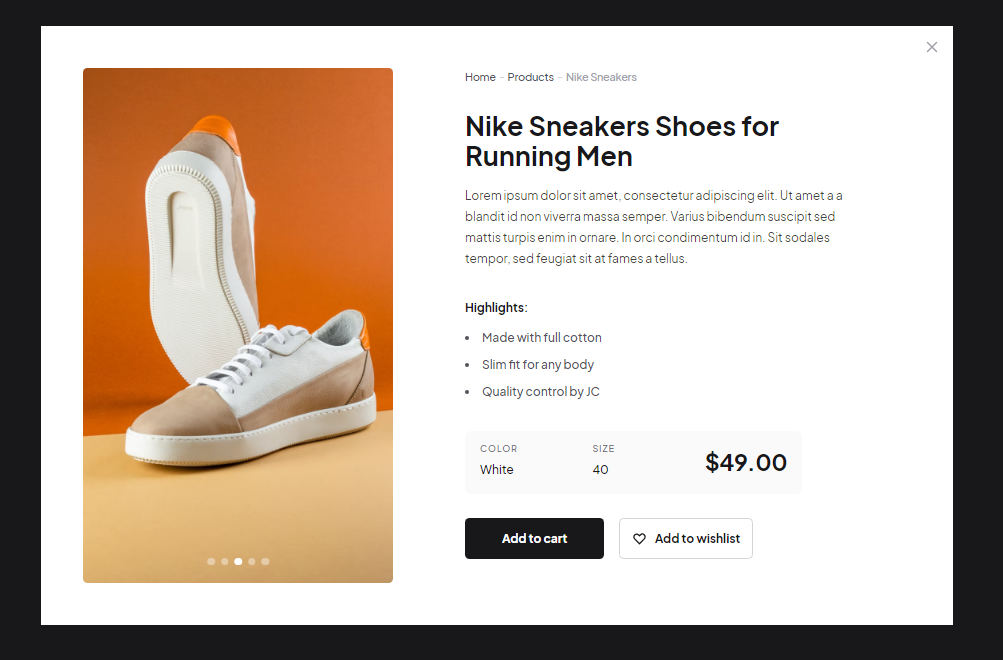 Home - Products - Nike Sneakers
Nike Sneakers Shoes for
Running Men
Lorem ipsum dolor sit amet, consectetur adipiscing elit. Ut amet a a
blandit id non viverra massa semper. Varius bibendum suscipit sed
mattis turpis enim in ornare. In orci condimentum id in. Sit sodales
tempor, sed feugiat sit at fames a tellus.
Highlights:
• Made with full cotton
• Slim fit for any body
• Quality control by JC
COLOR SIZE
White 40 $49.00
Add to cart Add to wishlist